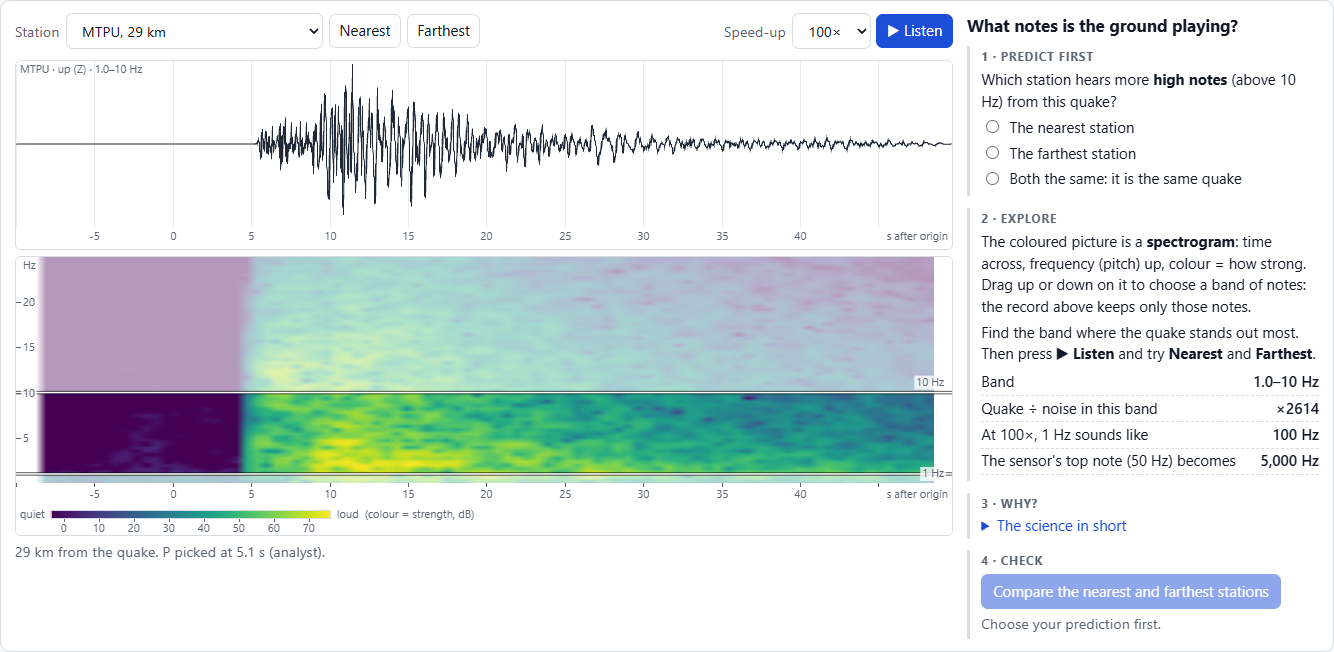 Station MTPU, 29 km Nearest Farthest Speed-up 100× ▶ Listen
MTPU · up (Z) · 1.0–10 Hz
-5 0 5 10 15 20 25 30 35 40 s after origin
Hz
20
15
10 Hz
10
5
1 Hz
-5 0 5 10 15 20 25 30 35 40 s after origin
quiet loud (colour = strength, dB)
0 10 20 30 40 50 60 70
29 km from the quake. P picked at 5.1 s (analyst).
What notes is the ground playing?
1 · PREDICT FIRST
Which station hears more high notes (above 10
Hz) from this quake?
The nearest station
The farthest station
Both the same: it is the same quake
2 · EXPLORE
The coloured picture is a spectrogram: time
across, frequency (pitch) up, colour = how strong.
Drag up or down on it to choose a band of notes:
the record above keeps only those notes.
Find the band where the quake stands out most.
Then press ▶ Listen and try Nearest and Farthest.
Band 1.0–10 Hz
Quake ÷ noise in this band ×2614
At 100×, 1 Hz sounds like 100 Hz
The sensor's top note (50 Hz) becomes 5,000 Hz
3 · WHY?
▶ The science in short
4 · CHECK
Compare the nearest and farthest stations
Choose your prediction first.